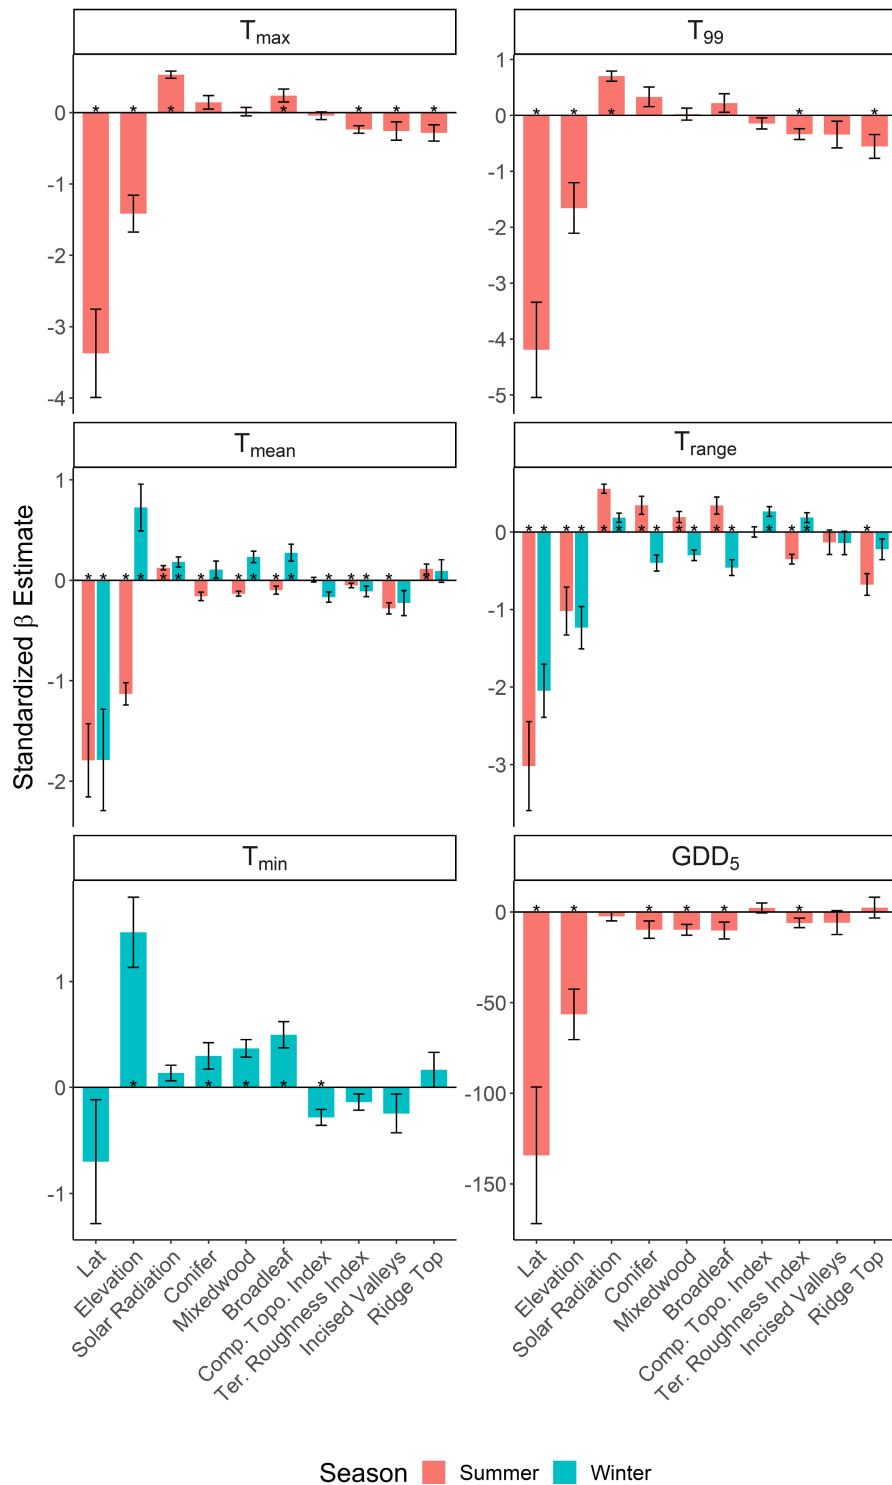 Tmax
T99
0
-1
-2
-3
-4
1
0
-1
-2
-3
-4
-5
Tmean
Trange
1
0
-1
-2
0
-1
-2
-3
Standardized β Estimate
Tmin
GDD5
1
0
-1
0
-50
-100
-150
Lat
Elevation
Solar Radiation
Conifer
Mixedwood
Broadleaf
Comp. Topo. Index
Ter. Roughness Index
Incised Valleys
Ridge Top
Lat
Elevation
Solar Radiation
Conifer
Mixedwood
Broadleaf
Comp. Topo. Index
Ter. Roughness Index
Incised Valleys
Ridge Top
Season Summer Winter